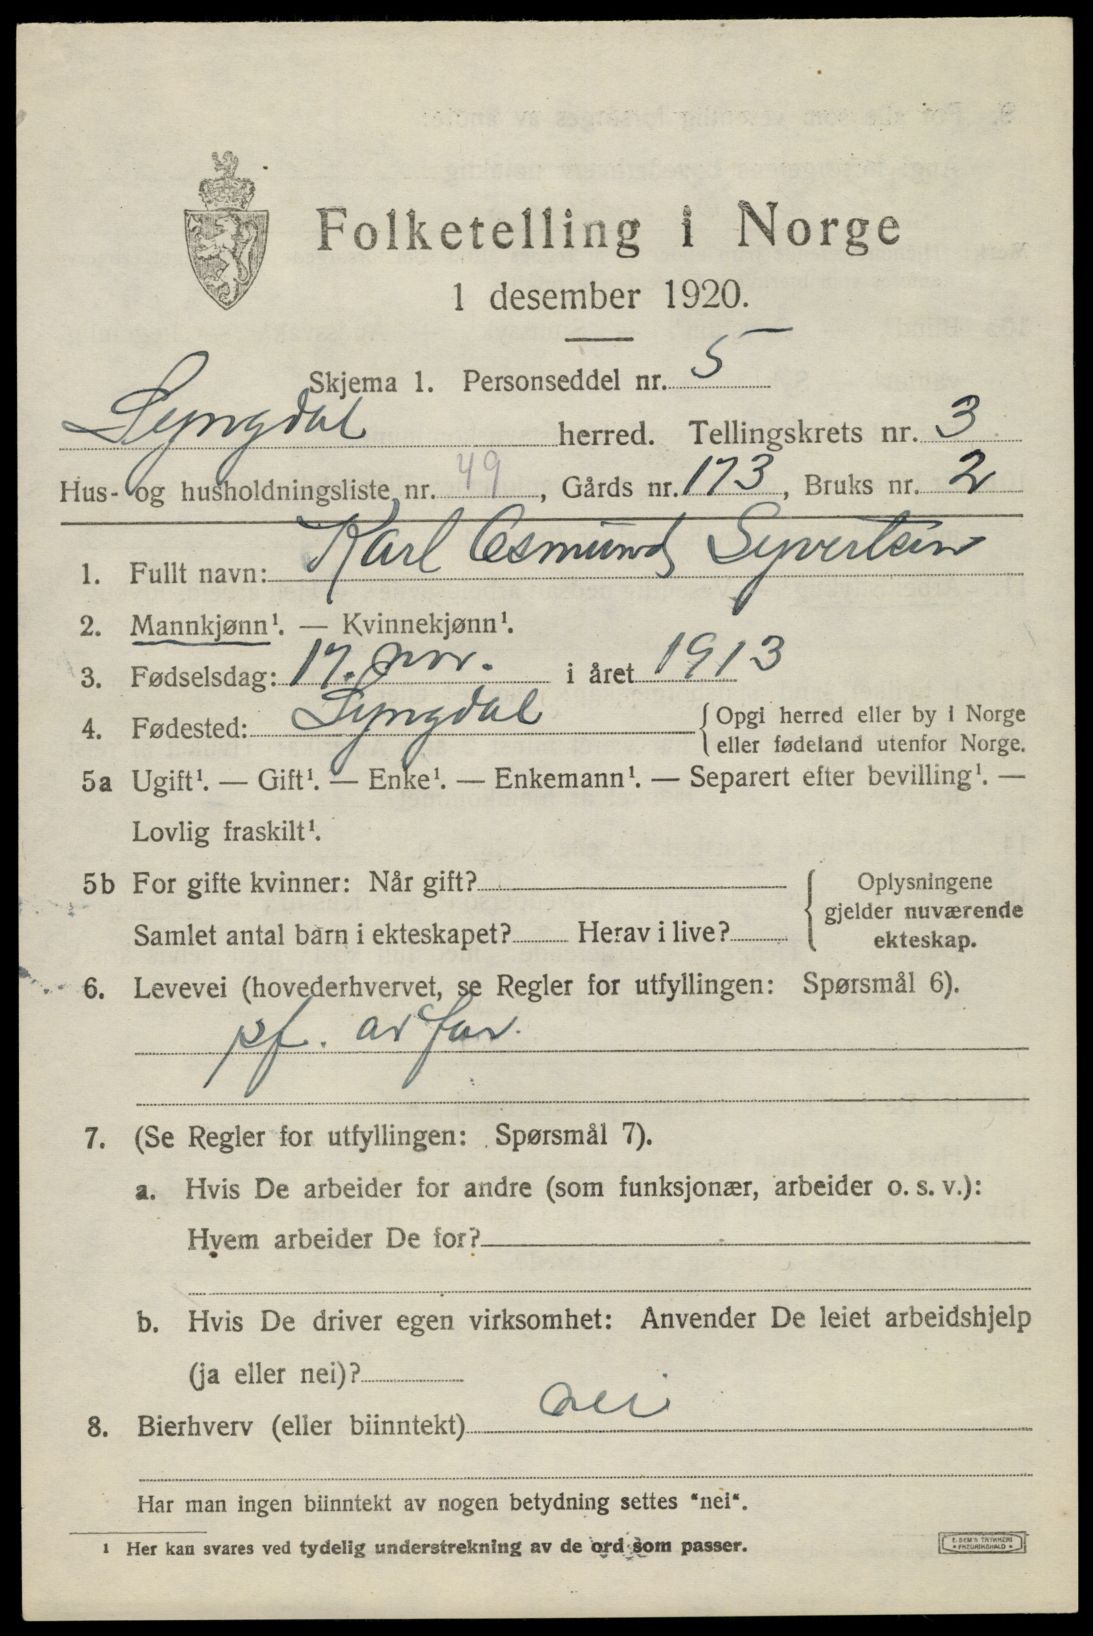 Folketelling i Norge
1 desember 1920.
Skjema 1. Personseddel nr. 5
Lyngdal herred. Tellingskrets nr. 3
Hus- og husholdningsliste nr. 49, Gårds nr. 173, Bruks nr. 2
1. Fullt navn: Karl Osmund Syvertsen
2. Mannkjønn¹. — Kvinnekjønn¹.
3. Fødselsdag: 17. nov. i året 1913
4. Fødested: Lyngdal { Opgi herred eller by i Norge
eller fødeland utenfor Norge.
5a Ugift¹. — Gift¹. — Enke¹. — Enkemann¹. — Separert efter bevilling¹. —
Lovlig fraskilt¹.
5b For gifte kvinner: Når gift? { Oplysningene
gjelder nuværende
Samlet antal barn i ekteskapet? Herav i live? ekteskap.
6. Levevei (hovederhvervet, se Regler for utfyllingen: Spørsmål 6).
pf. av far.
7. (Se Regler for utfyllingen: Spørsmål 7).
a. Hvis De arbeider for andre (som funksjonær, arbeider o. s. v.):
Hvem arbeider De for?
b. Hvis De driver egen virksomhet: Anvender De leiet arbeidshjelp
(ja eller nei)?
8. Bierhverv (eller biinntekt) nei
Har man ingen biinntekt av nogen betydning settes "nei".
¹ Her kan svares ved tydelig understrekning av de ord som passer.
E. SEM'S TRYKKERI
• FREDRIKSHALD •